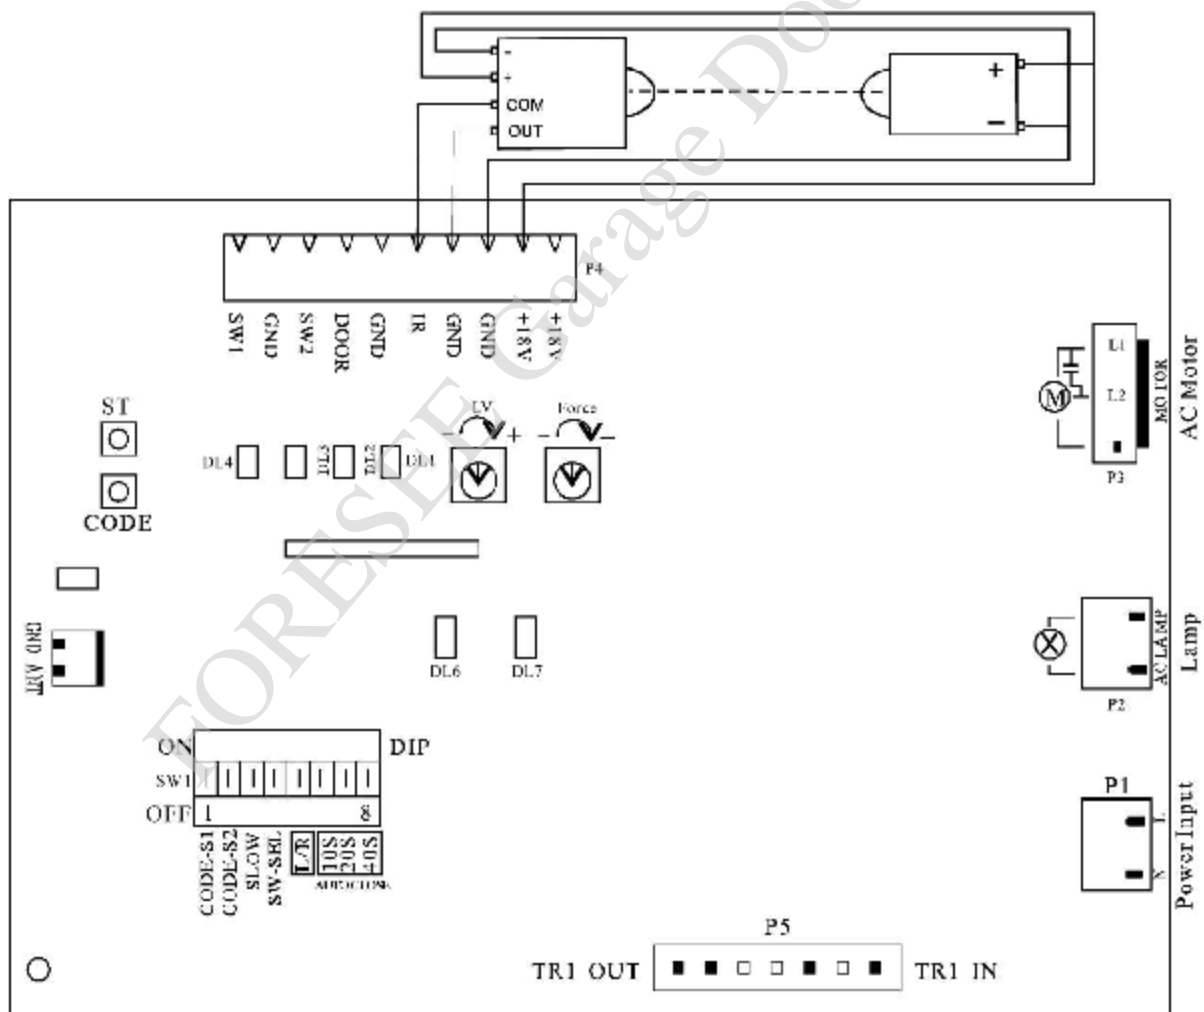 -
+
COM
OUT
+
−
P4
SW1
GND
SW2
DOOR
GND
IR
GND
GND
+18V
+18V
ST
CODE
DL4
DL3
DL2
DL1
LV
- +
Force
- −
L1
L2
M
MOTOR
P3
AC Motor
GND ANT
DL6
DL7
AC LAMP
P2
Lamp
ON
DIP
SW1
OFF
1
8
CODE-S1
CODE-S2
SLOW
SW-SEL
L/R
10S
20S
40S
P1
L
N
Power Input
P5
TR1 OUT
TR1 IN
FORESEE Garage Doo